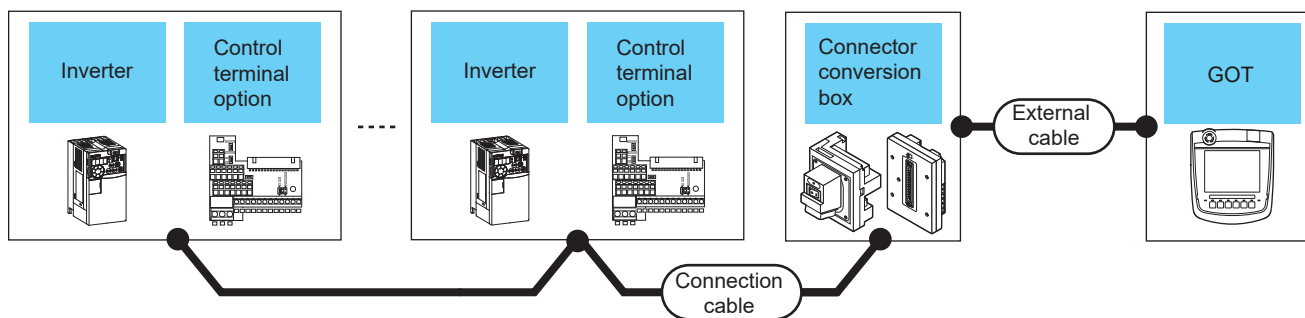 Inverter
Control
terminal
option
Inverter
Control
terminal
option
Connector
conversion
box
External
cable
GOT
Connection
cable